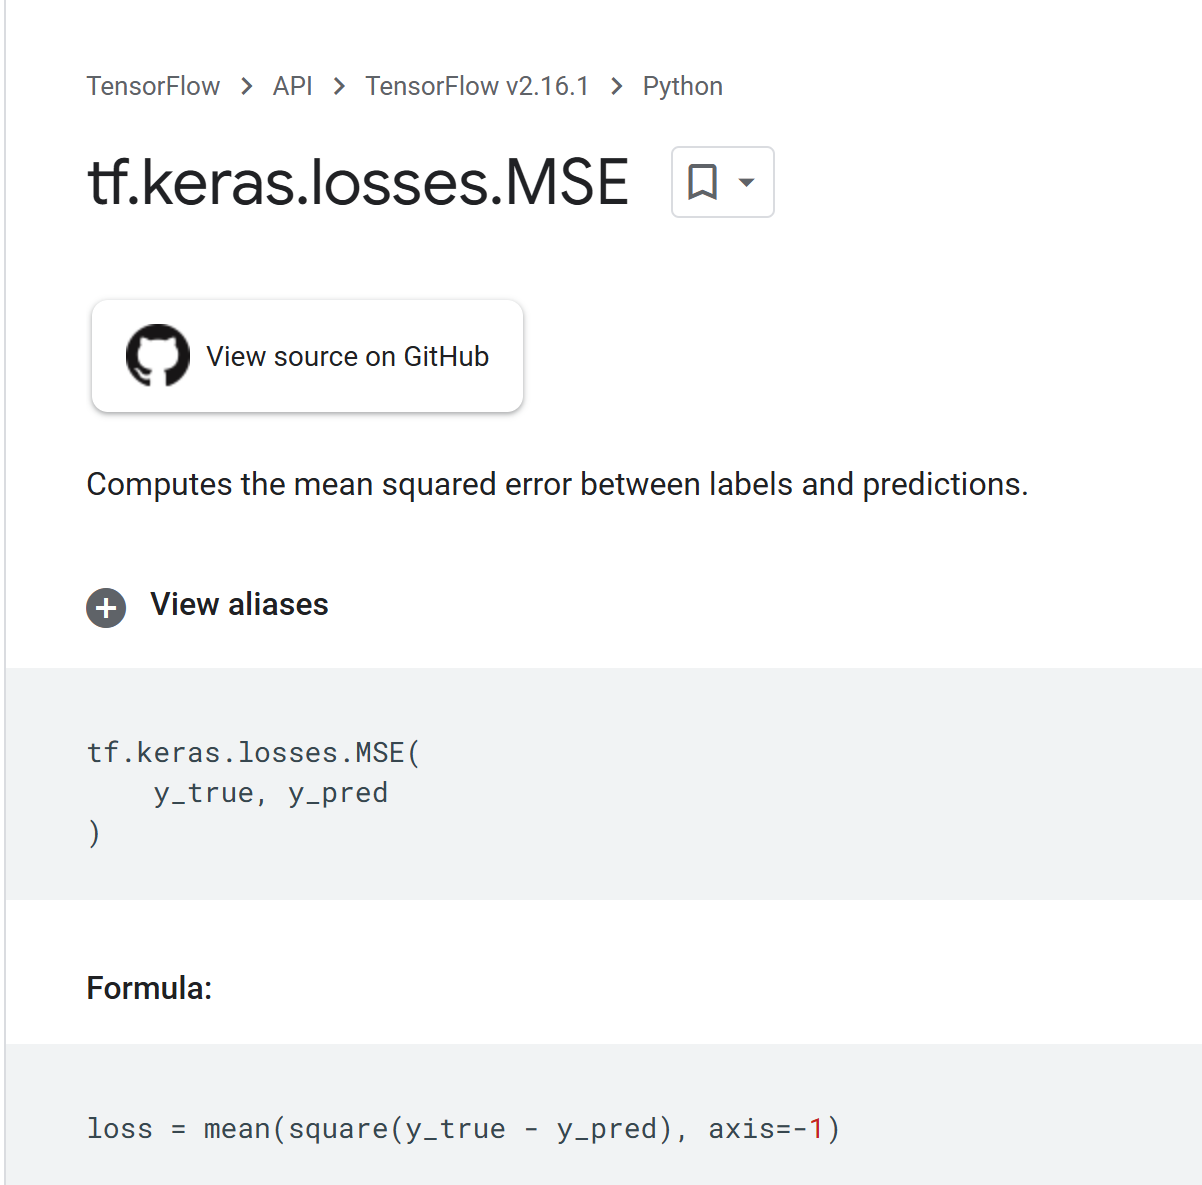 TensorFlow > API > TensorFlow v2.16.1 > Python
tf.keras.losses.MSE
View source on GitHub
Computes the mean squared error between labels and predictions.
View aliases
tf.keras.losses.MSE(
    y_true, y_pred
)
Formula:
loss = mean(square(y_true - y_pred), axis=-1)